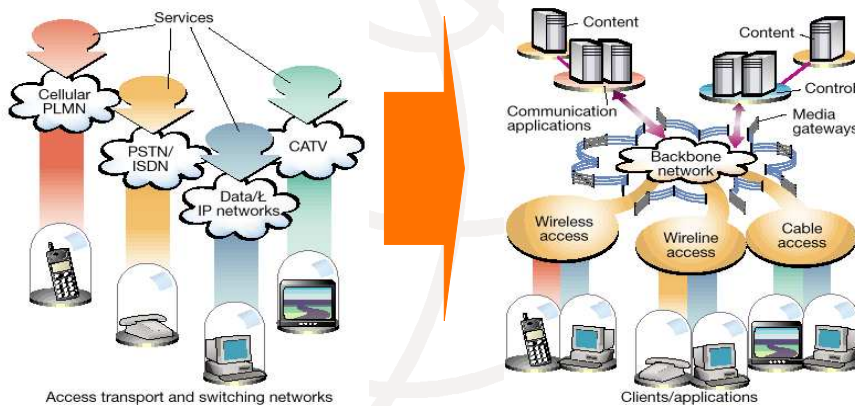 Services
Cellular
PLMN
PSTN/
ISDN
CATV
Data/Ł
IP networks
Access transport and switching networks
Content
Content
Control
Communication
applications
Media
gateways
Backbone
network
Wireless
access
Wireline
access
Cable
access
Clients/applications